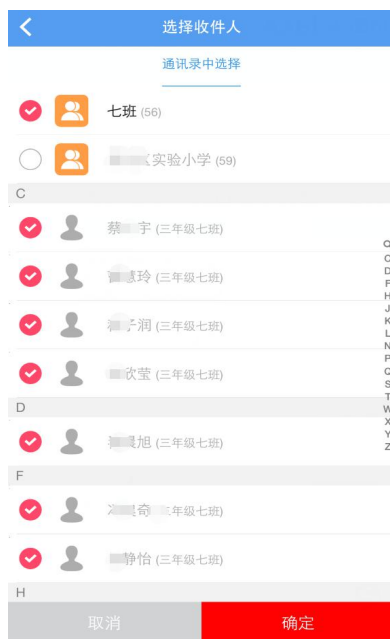 选择收件人
通讯录中选择
七班 (56)
实验小学 (59)
C
蔡 宇 (三年级七班)
慧玲 (三年级七班)
子润 (三年级七班)
欣莹 (三年级七班)
D
晨旭 (三年级七班)
F
奇 年级七班)
静怡 (三年级七班)
H
Q
C
D
F
H
J
K
L
N
P
Q
S
T
W
X
Y
Z
取消
确定